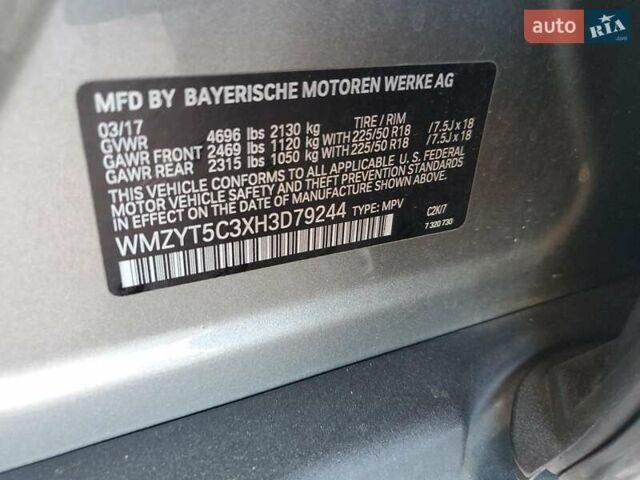 auto RIA
.com
MFD BY BAYERISCHE MOTOREN WERKE AG
03/17 TIRE / RIM
GVWR 4696 lbs 2130 kg
GAWR FRONT 2469 lbs 1120 kg WITH 225/50 R18 /7.5J x 18
GAWR REAR 2315 lbs 1050 kg WITH 225/50 R18 /7.5J x 18
THIS VEHICLE CONFORMS TO ALL APPLICABLE U.S. FEDERAL
MOTOR VEHICLE SAFETY AND THEFT PREVENTION STANDARDS
IN EFFECT ON THE DATE OF MANUFACTURE SHOWN ABOVE.
WMZYT5C3XH3D79244 TYPE: MPV C2K/7
7 320 730